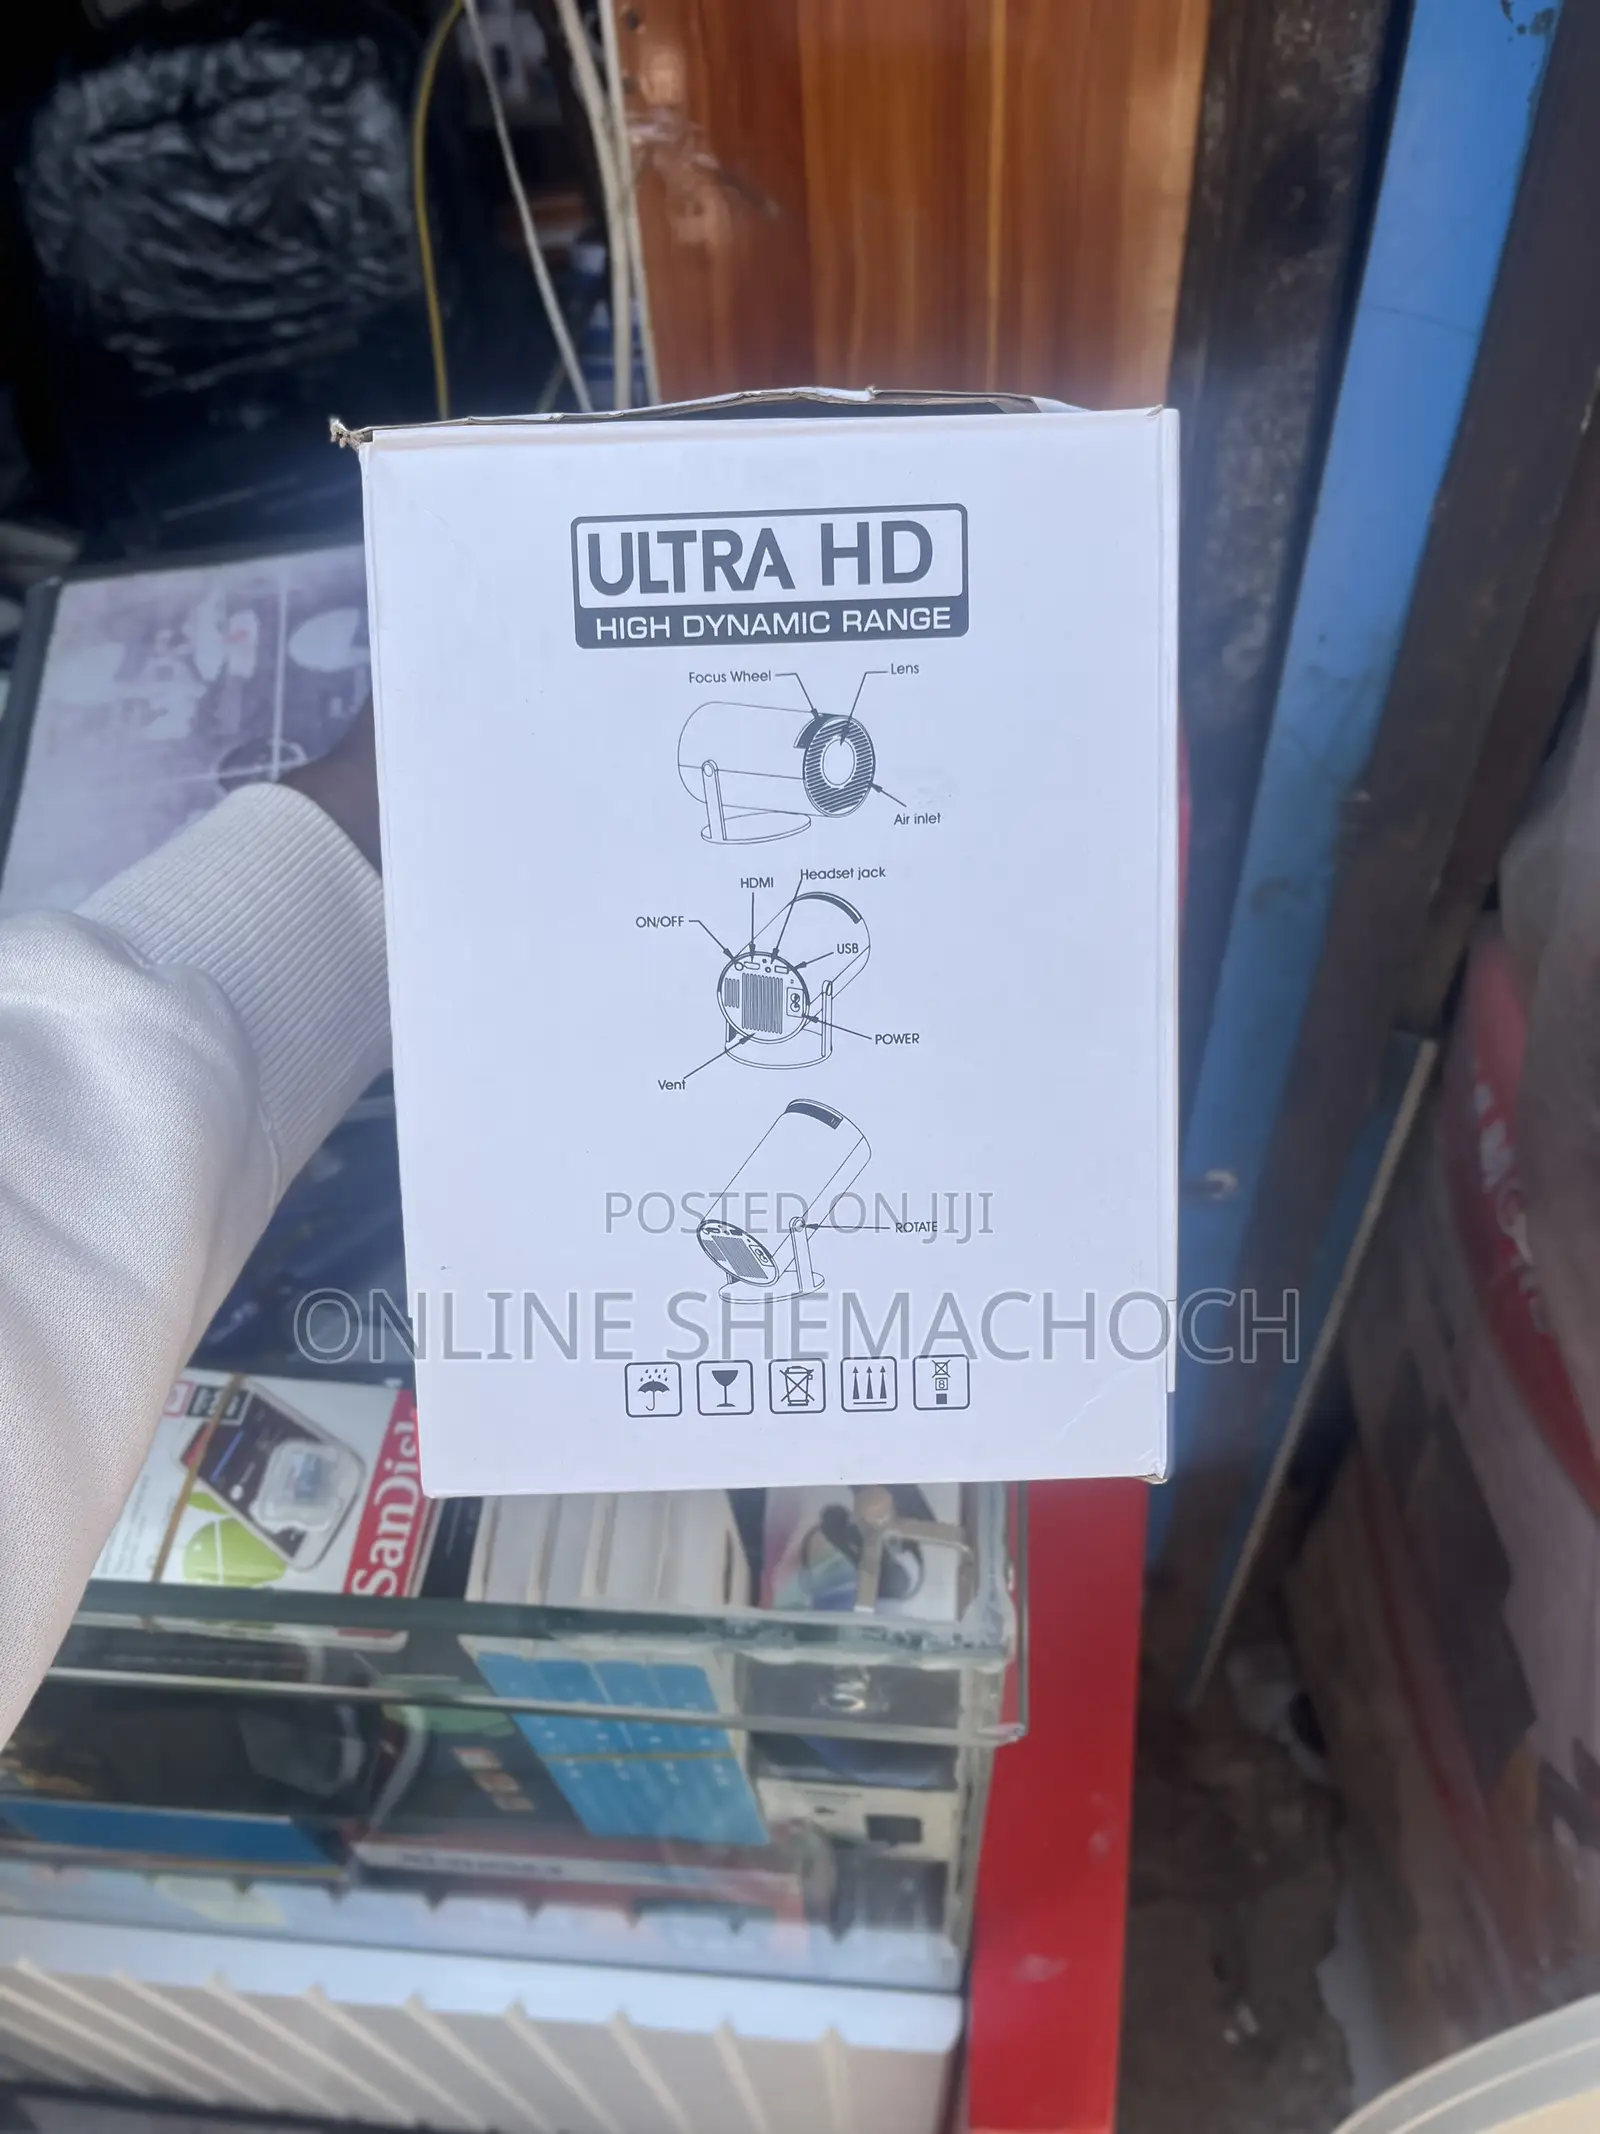 ULTRA HD
HIGH DYNAMIC RANGE
Focus Wheel
Lens
Air inlet
HDMI
Headset jack
ON/OFF
USB
POWER
Vent
POSTED ON JIJI
ROTATE
ONLINE SHEMACHOCH
8
SanDisk